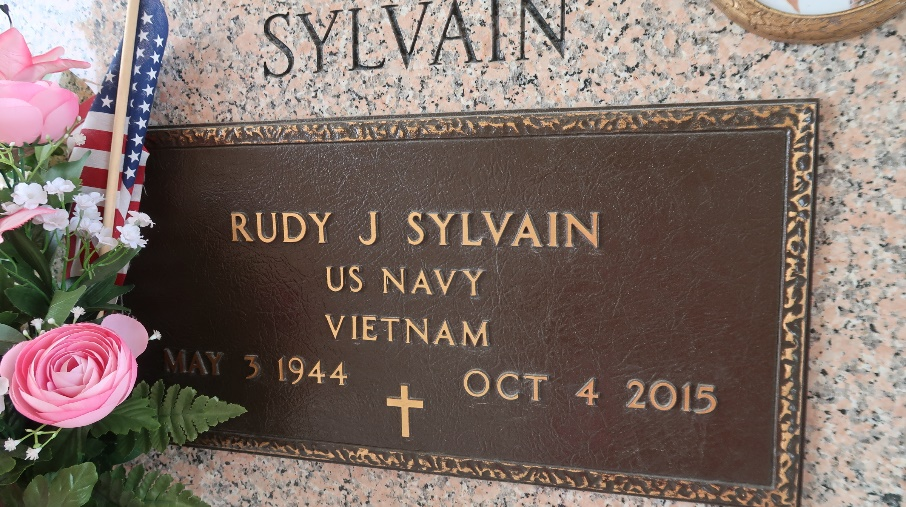 SYLVAIN
RUDY J SYLVAIN
US NAVY
VIETNAM
MAY 3 1944 OCT 4 2015